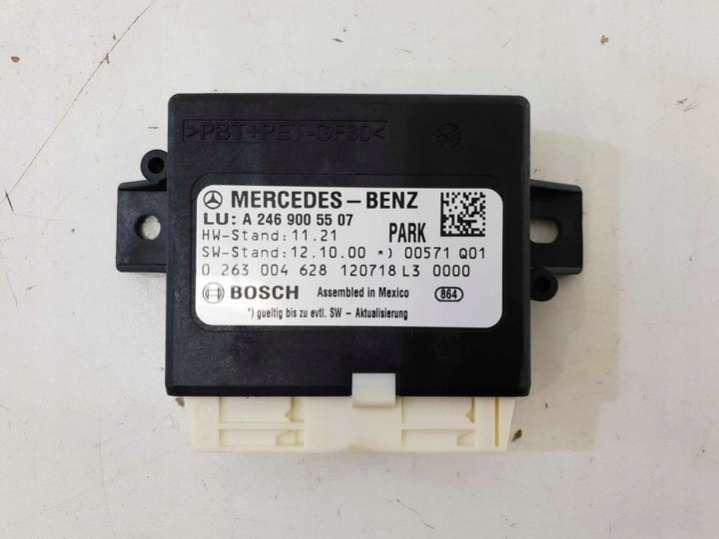 >PBT+PET-GF30<
MERCEDES-BENZ
LU: A 246 900 55 07
HW-Stand: 11.21 PARK
SW-Stand: 12.10.00 *) 00571 Q01
0 263 004 628 120718 L3 0000
BOSCH Assembled in Mexico 864
*) gueltig bis zu evtl. SW - Aktualisierung